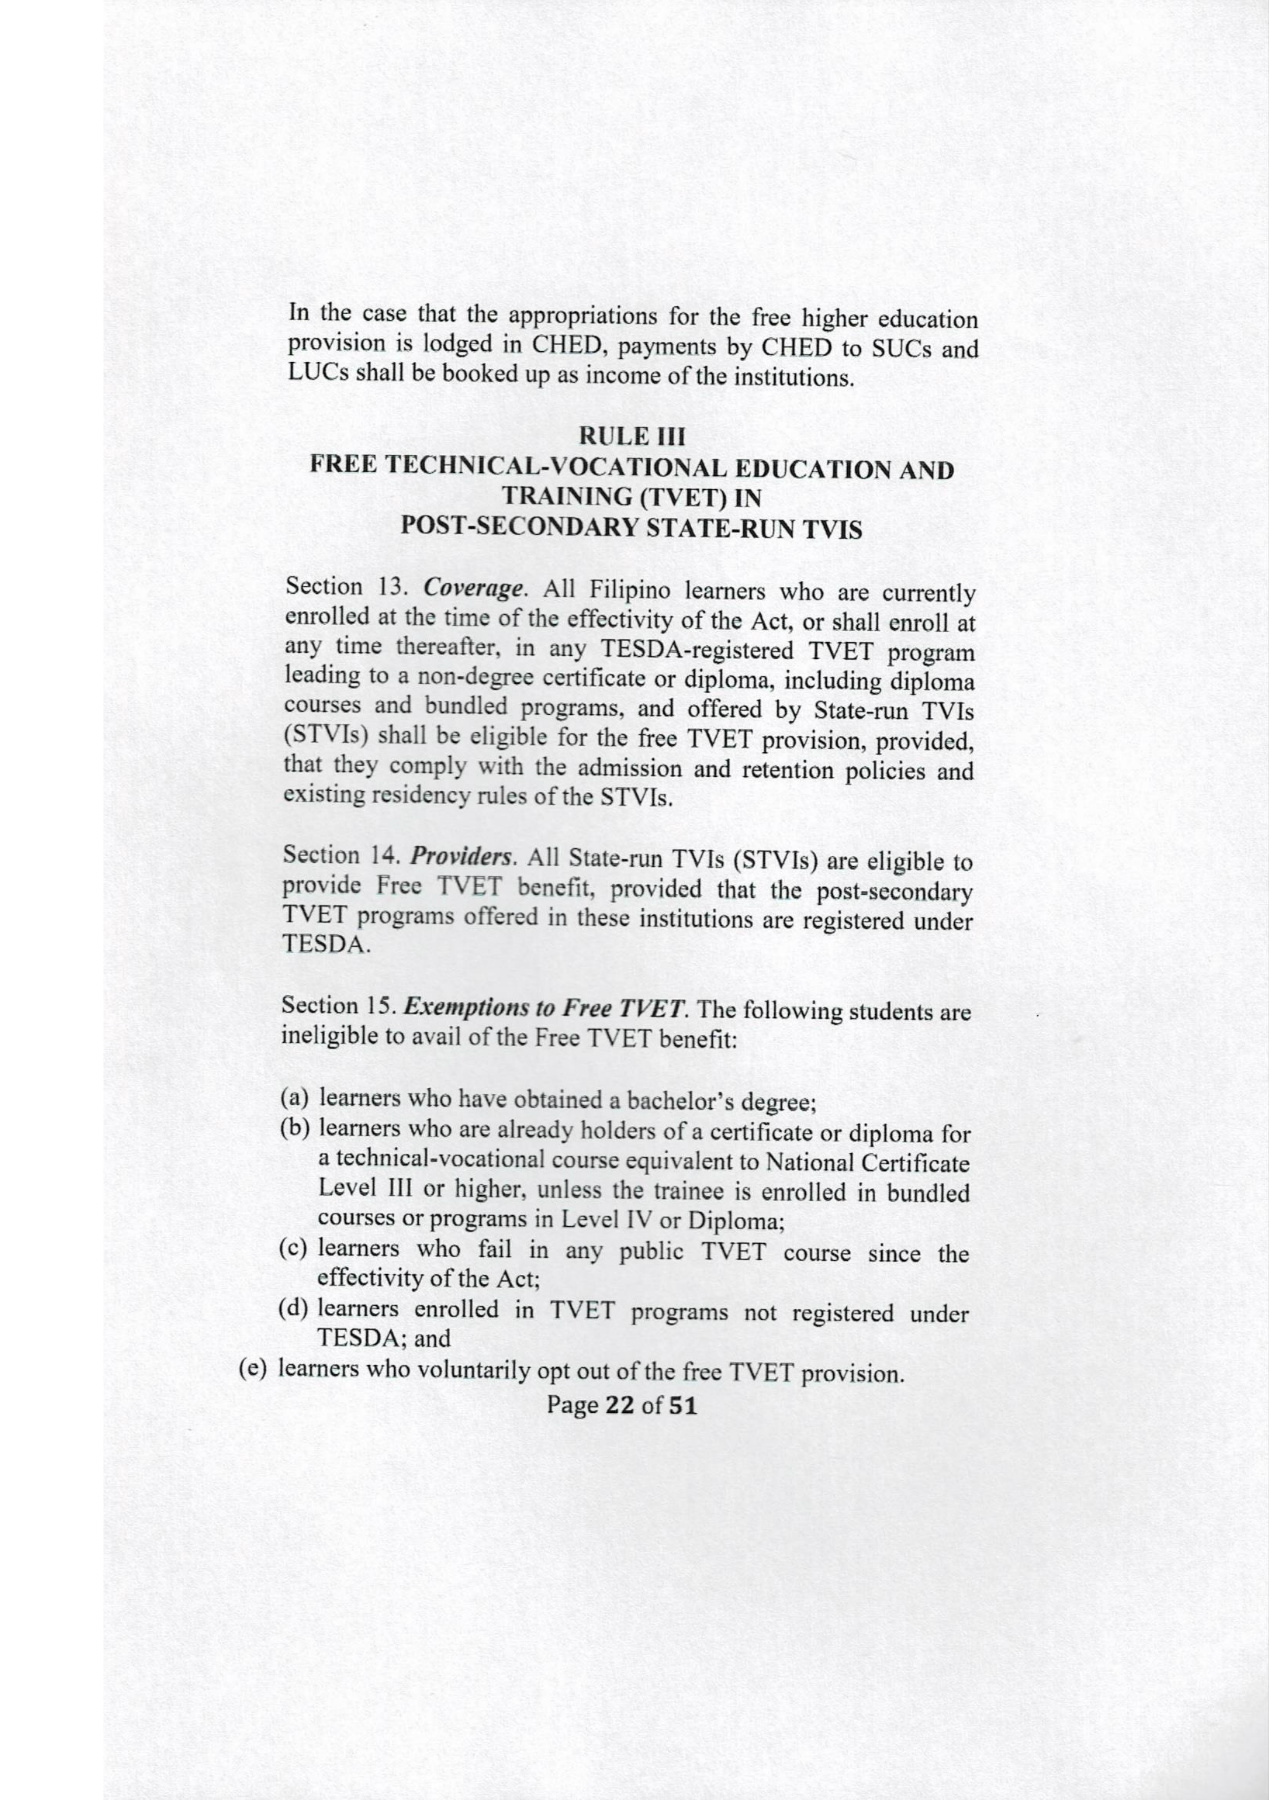 In the case that the appropriations for the free higher education
provision is lodged in CHED, payments by CHED to SUCs and
LUCs shall be booked up as income of the institutions.
RULE III
FREE TECHNICAL-VOCATIONAL EDUCATION AND
TRAINING (TVET) IN
POST-SECONDARY STATE-RUN TVIS
Section 13. Coverage. All Filipino learners who are currently
enrolled at the time of the effectivity of the Act, or shall enroll at
any time thereafter, in any TESDA-registered TVET program
leading to a non-degree certificate or diploma, including diploma
courses and bundled programs, and offered by State-run TVIs
(STVIs) shall be eligible for the free TVET provision, provided,
that they comply with the admission and retention policies and
existing residency rules of the STVIs.
Section 14. Providers. All State-run TVIs (STVIs) are eligible to
provide Free TVET benefit, provided that the post-secondary
TVET programs offered in these institutions are registered under
TESDA.
Section 15. Exemptions to Free TVET. The following students are
ineligible to avail of the Free TVET benefit:
(a) learners who have obtained a bachelor's degree;
(b) learners who are already holders of a certificate or diploma for
a technical-vocational course equivalent to National Certificate
Level III or higher, unless the trainee is enrolled in bundled
courses or programs in Level IV or Diploma;
(c) learners who fail in any public TVET course since the
effectivity of the Act;
(d) learners enrolled in TVET programs not registered under
TESDA; and
(e) learners who voluntarily opt out of the free TVET provision.
Page 22 of 51